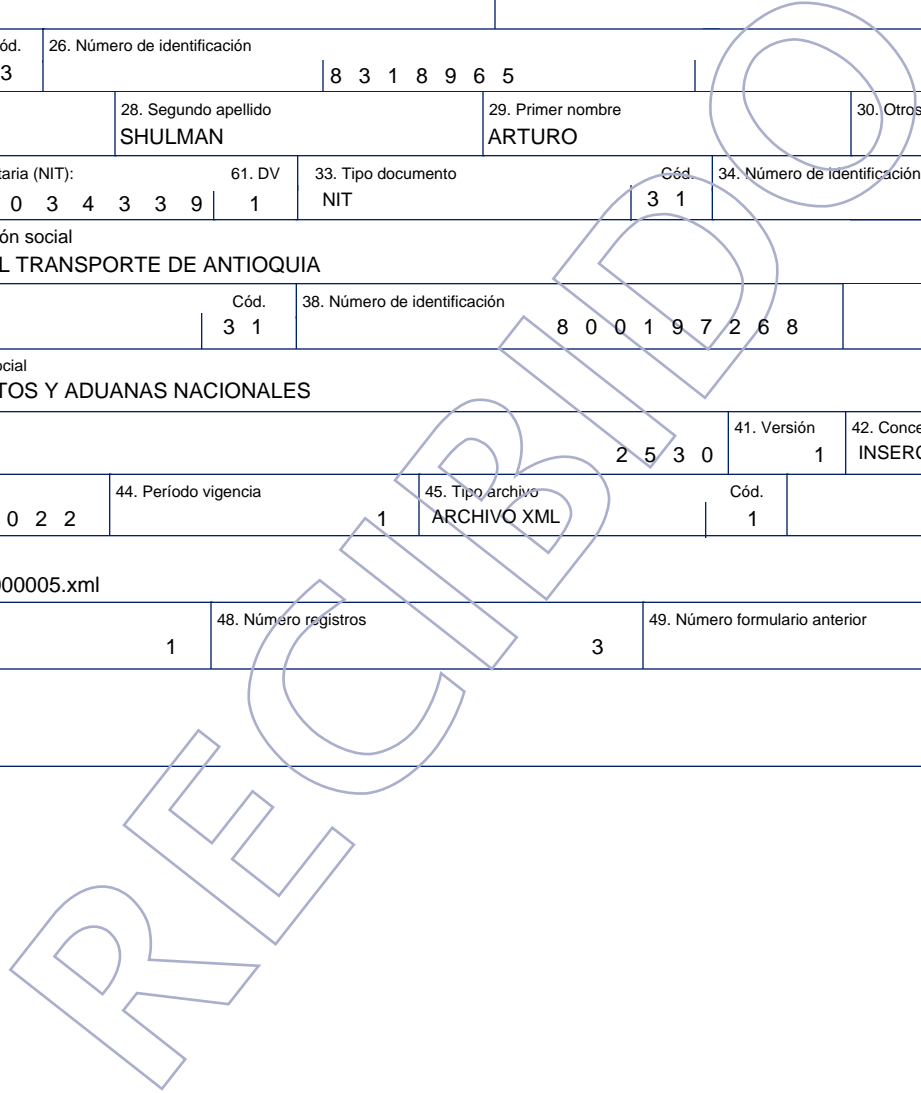 ód. 26. Número de identificación
3 8 3 1 8 9 6 5
28. Segundo apellido 29. Primer nombre 30. Otros
SHULMAN ARTURO
taria (NIT): 61. DV 33. Tipo documento Cód. 34. Número de identificación
0 3 4 3 3 9 1 NIT 3 1
ón social
L TRANSPORTE DE ANTIOQUIA
Cód. 38. Número de identificación
3 1 8 0 0 1 9 7 2 6 8
ocial
TOS Y ADUANAS NACIONALES
41. Versión 42. Conce
2 5 3 0 1 INSERC
44. Período vigencia 45. Tipo archivo Cód.
0 2 2 1 ARCHIVO XML 1
000005.xml
48. Número registros 49. Número formulario anterior
1 3
RECIBIDO